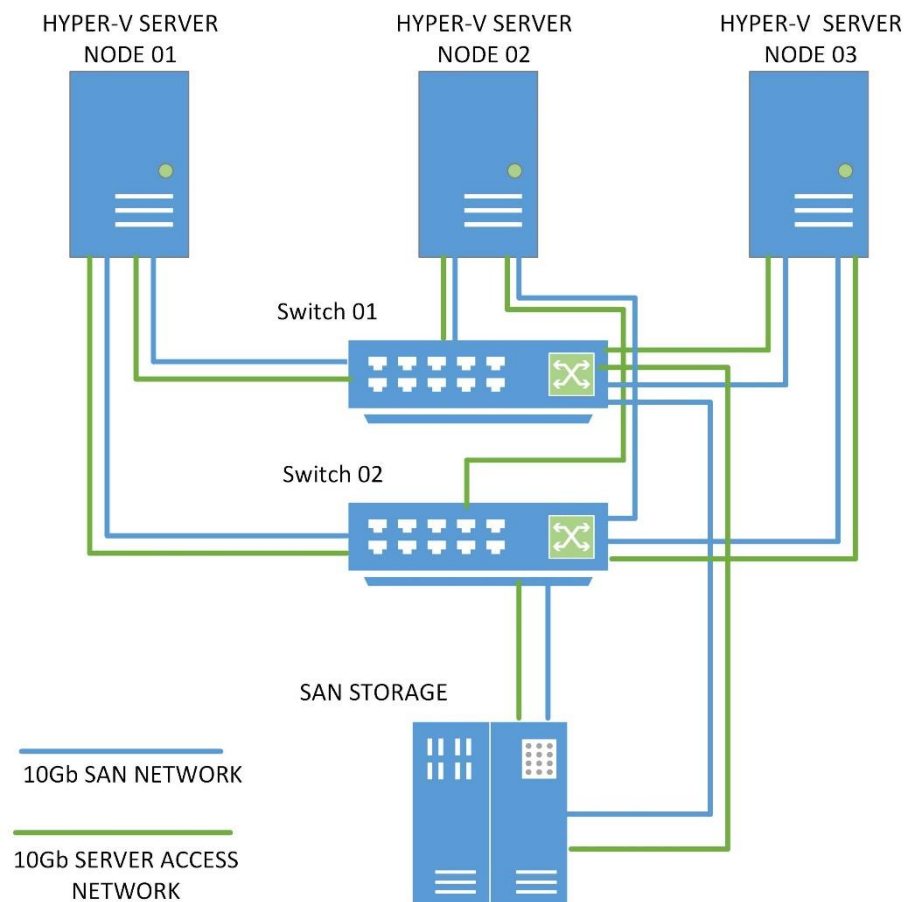 HYPER-V SERVER
NODE 01
HYPER-V SERVER
NODE 02
HYPER-V SERVER
NODE 03
Switch 01
Switch 02
SAN STORAGE
10Gb SAN NETWORK
10Gb SERVER ACCESS
NETWORK